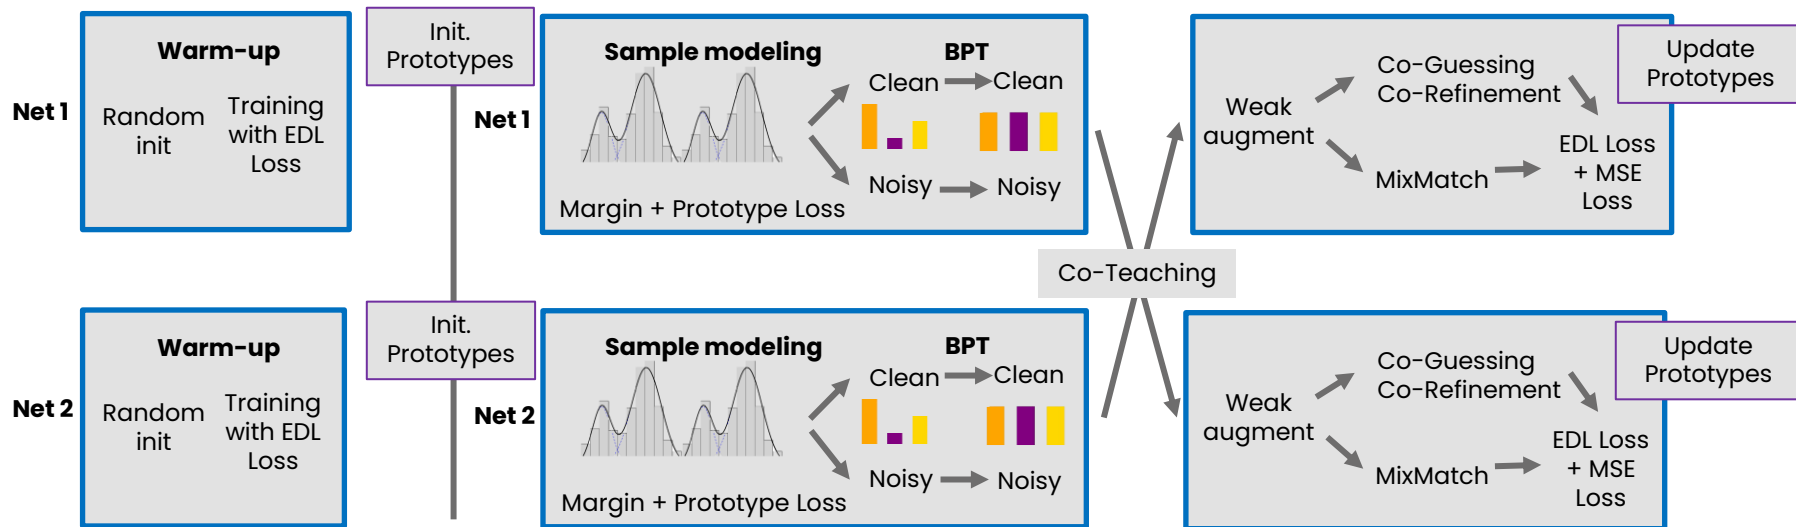 Net 1
Warm-up
Random
init
Training
with EDL
Loss
Init.
Prototypes
Net 1
Sample modeling
BPT
Clean
Clean
Noisy
Noisy
Margin + Prototype Loss
Weak
augment
Co-Guessing
Co-Refinement
MixMatch
EDL Loss
+ MSE
Loss
Update
Prototypes
Co-Teaching
Net 2
Warm-up
Random
init
Training
with EDL
Loss
Init.
Prototypes
Net 2
Sample modeling
BPT
Clean
Clean
Noisy
Noisy
Margin + Prototype Loss
Weak
augment
Co-Guessing
Co-Refinement
MixMatch
EDL Loss
+ MSE
Loss
Update
Prototypes